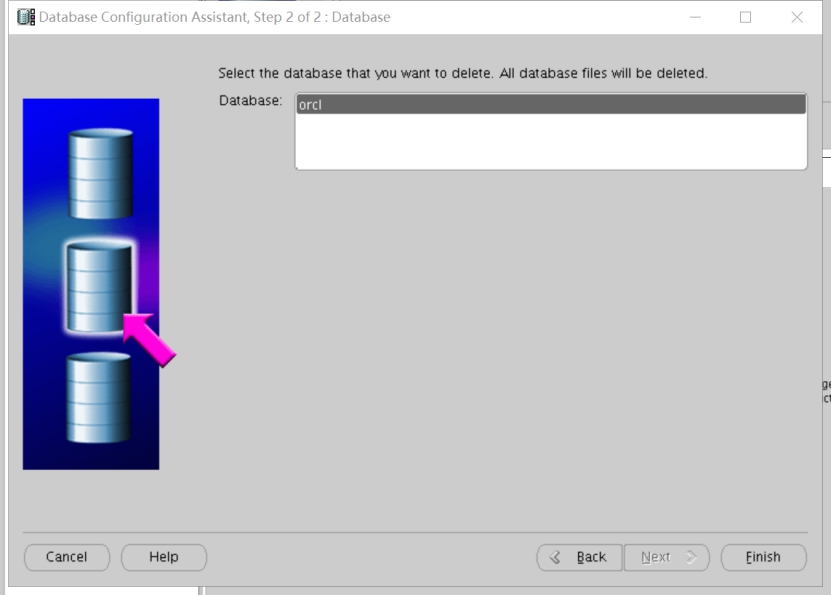 Database Configuration Assistant, Step 2 of 2 : Database
Select the database that you want to delete. All database files will be deleted.
Database:
orcl
Cancel
Help
Back
Next
Finish